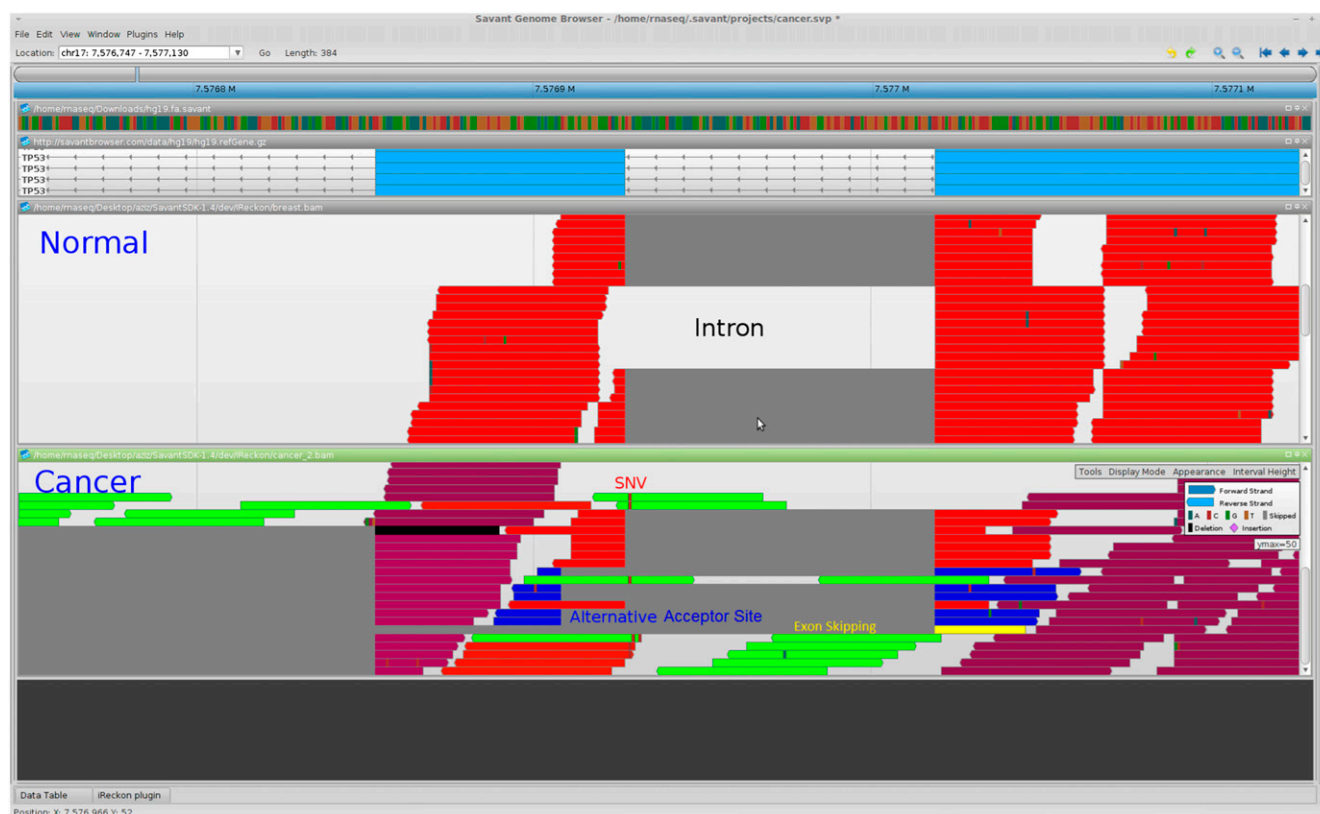 Savant Genome Browser - /home/rnaseq/.savant/projects/cancer.svp *
File Edit View Window Plugins Help
Location: chr17: 7,576,747 - 7,577,130 Go Length: 384
7.5768 M 7.5769 M 7.577 M 7.5771 M
/home/rnaseq/Downloads/hg19.fa.savant
http://savantbrowser.com/data/hg19/hg19.refGene.gz
TP53
TP53
TP53
TP53
/home/rnaseq/Desktop/aziz/SavantSDK-1.4/dev/IReckon/breast.bam
Normal
Intron
/home/rnaseq/Desktop/aziz/SavantSDK-1.4/dev/IReckon/cancer_2.bam
Cancer
SNV
Tools Display Mode Appearance Interval Height
Forward Strand
Reverse Strand
A C G T Skipped
Deletion Insertion
ymax=50
Alternative Acceptor Site
Exon Skipping
Data Table iReckon plugin
Position: X: 7,576,966 Y: 52